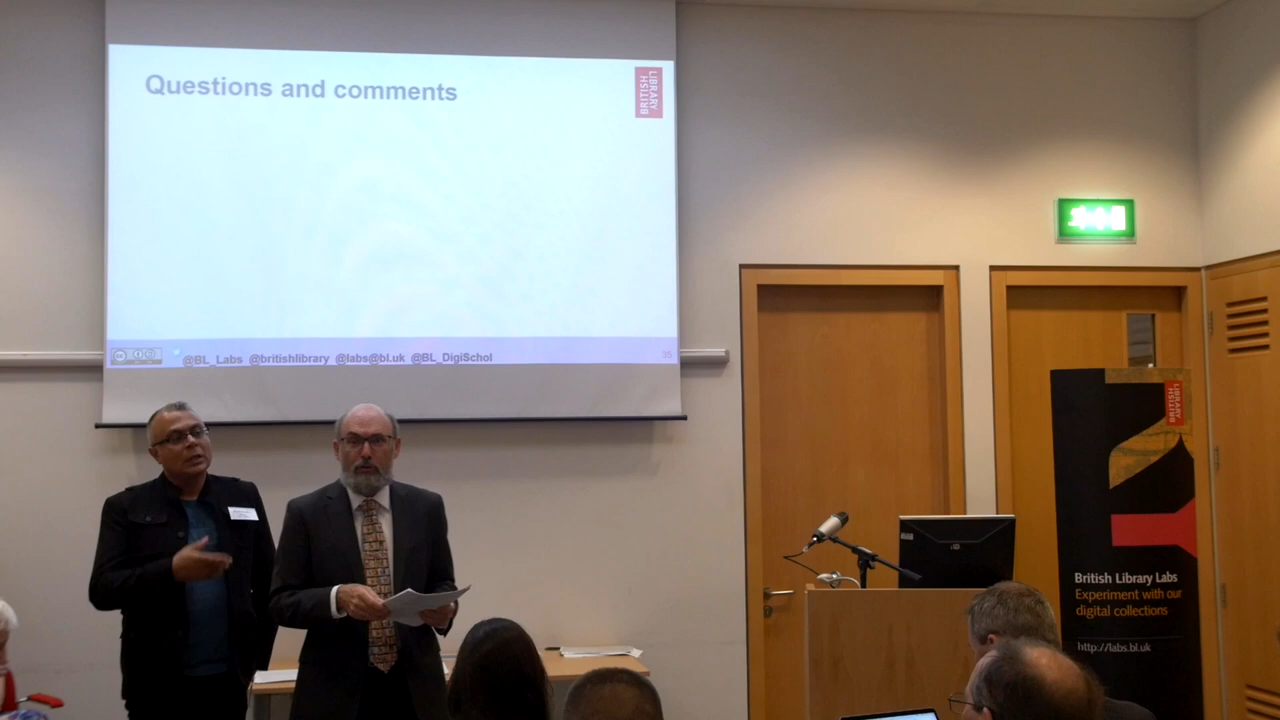 Questions and comments
LIBRARY
BRITISH
@BL_Labs @britishlibrary @labs@bl.uk @BL_DigiSchol
35
LIBRARY
BRITISH
British Library Labs
Experiment with our
digital collections
http://labs.bl.uk